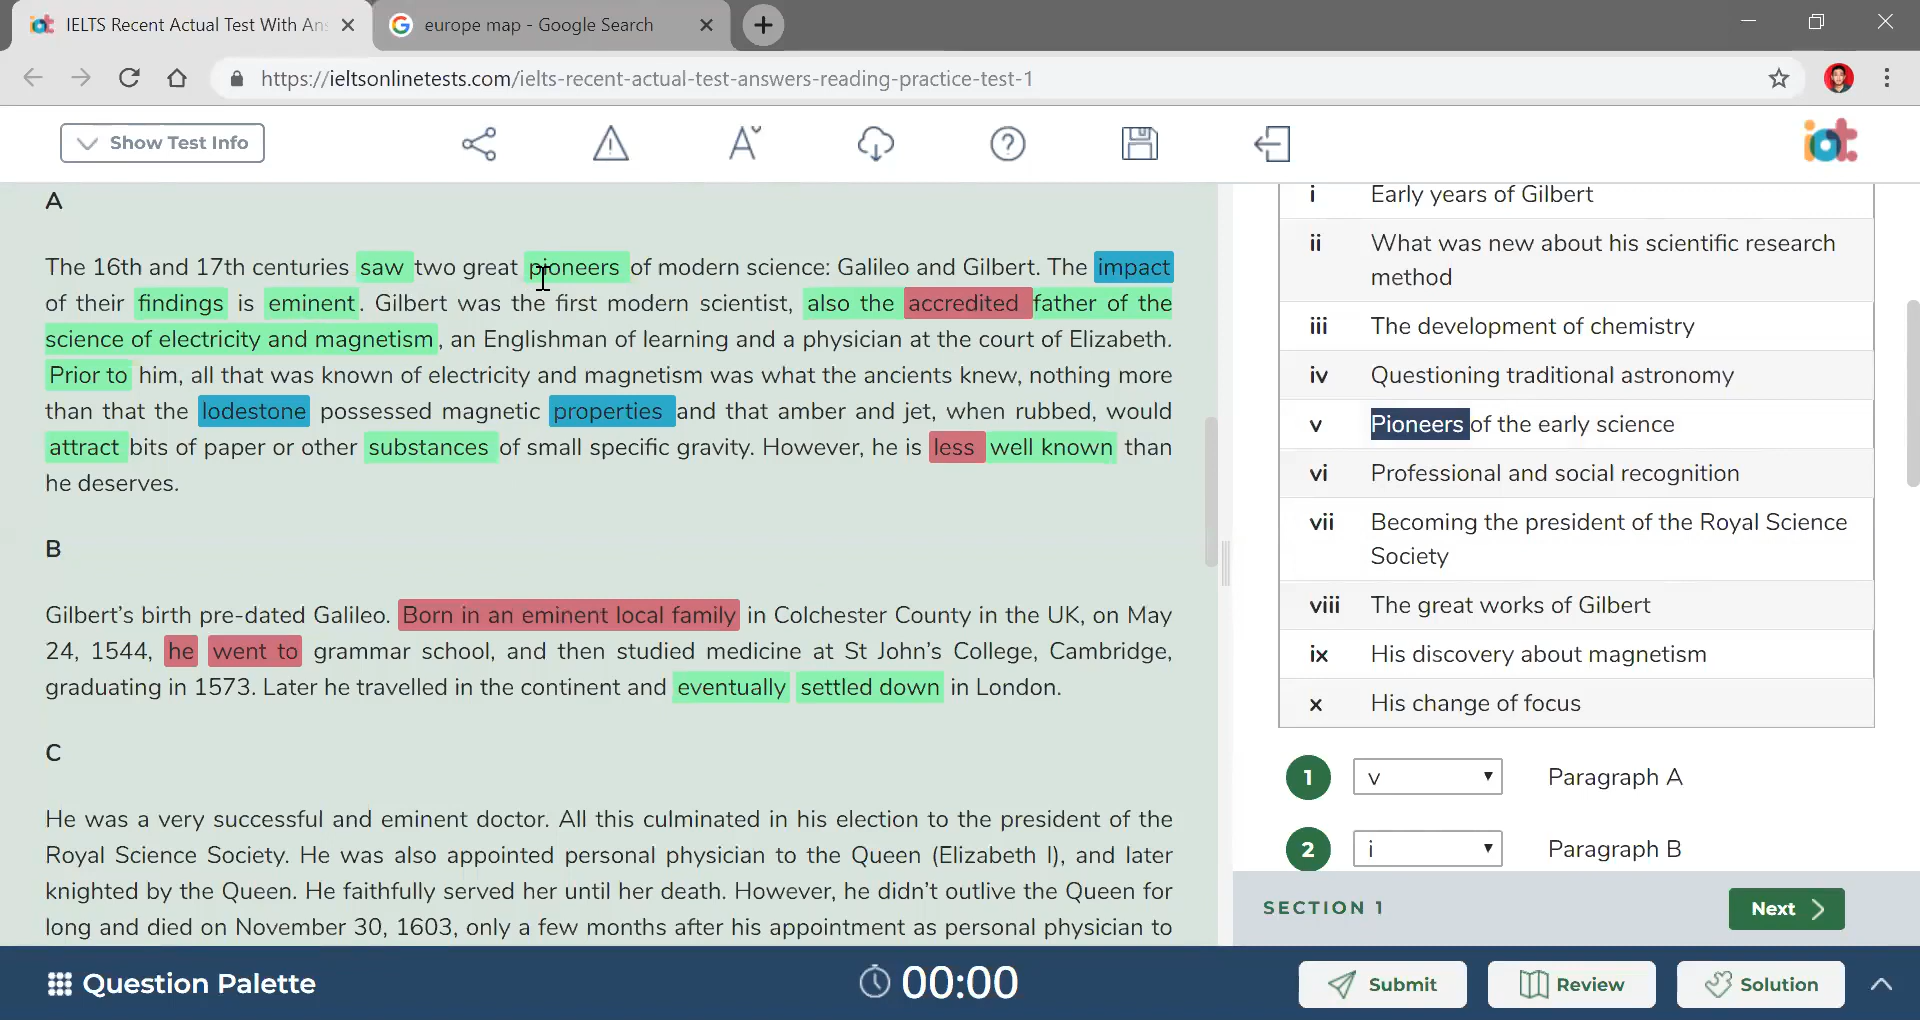 IELTS Recent Actual Test With An
europe map - Google Search
https://ieltsonlinetests.com/ielts-recent-actual-test-answers-reading-practice-test-1
Show Test Info
iot
A
The 16th and 17th centuries saw two great pioneers of modern science: Galileo and Gilbert. The impact
of their findings is eminent. Gilbert was the first modern scientist, also the accredited father of the
science of electricity and magnetism, an Englishman of learning and a physician at the court of Elizabeth.
Prior to him, all that was known of electricity and magnetism was what the ancients knew, nothing more
than that the lodestone possessed magnetic properties and that amber and jet, when rubbed, would
attract bits of paper or other substances of small specific gravity. However, he is less well known than
he deserves.
B
Gilbert’s birth pre-dated Galileo. Born in an eminent local family in Colchester County in the UK, on May
24, 1544, he went to grammar school, and then studied medicine at St John’s College, Cambridge,
graduating in 1573. Later he travelled in the continent and eventually settled down in London.
C
He was a very successful and eminent doctor. All this culminated in his election to the president of the
Royal Science Society. He was also appointed personal physician to the Queen (Elizabeth I), and later
knighted by the Queen. He faithfully served her until her death. However, he didn’t outlive the Queen for
long and died on November 30, 1603, only a few months after his appointment as personal physician to
i Early years of Gilbert
ii What was new about his scientific research
method
iii The development of chemistry
iv Questioning traditional astronomy
v Pioneers of the early science
vi Professional and social recognition
vii Becoming the president of the Royal Science
Society
viii The great works of Gilbert
ix His discovery about magnetism
x His change of focus
1 v Paragraph A
2 i Paragraph B
SECTION 1
Next
Question Palette
00:00
Submit
Review
Solution